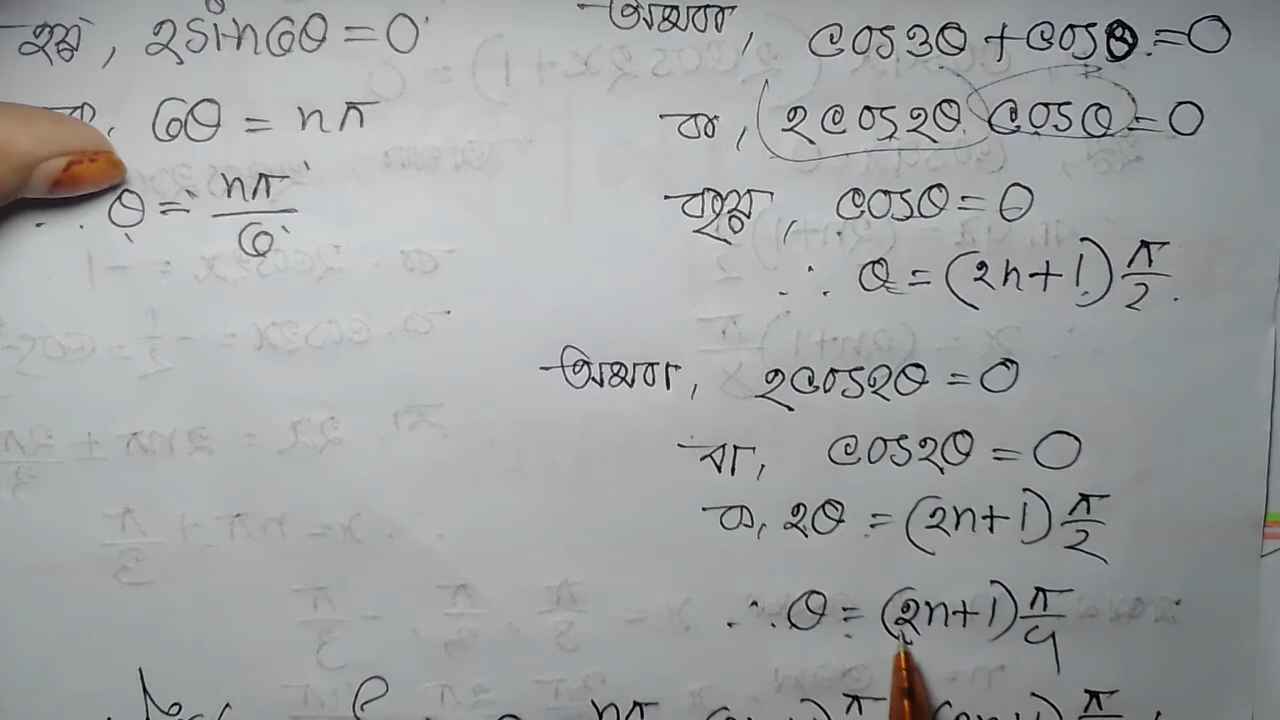 হয়, 2sin6θ = 0
বা, 6θ = nπ
∴ θ = nπ/6
অথবা, cos3θ + cosθ = 0
বা, (2cos2θ cosθ = 0
হয়, cosθ = 0
∴ θ = (2n+1) π/2
অথবা, 2cos2θ = 0
বা, cos2θ = 0
বা, 2θ = (2n+1) π/2
∴ θ = (2n+1) π/4